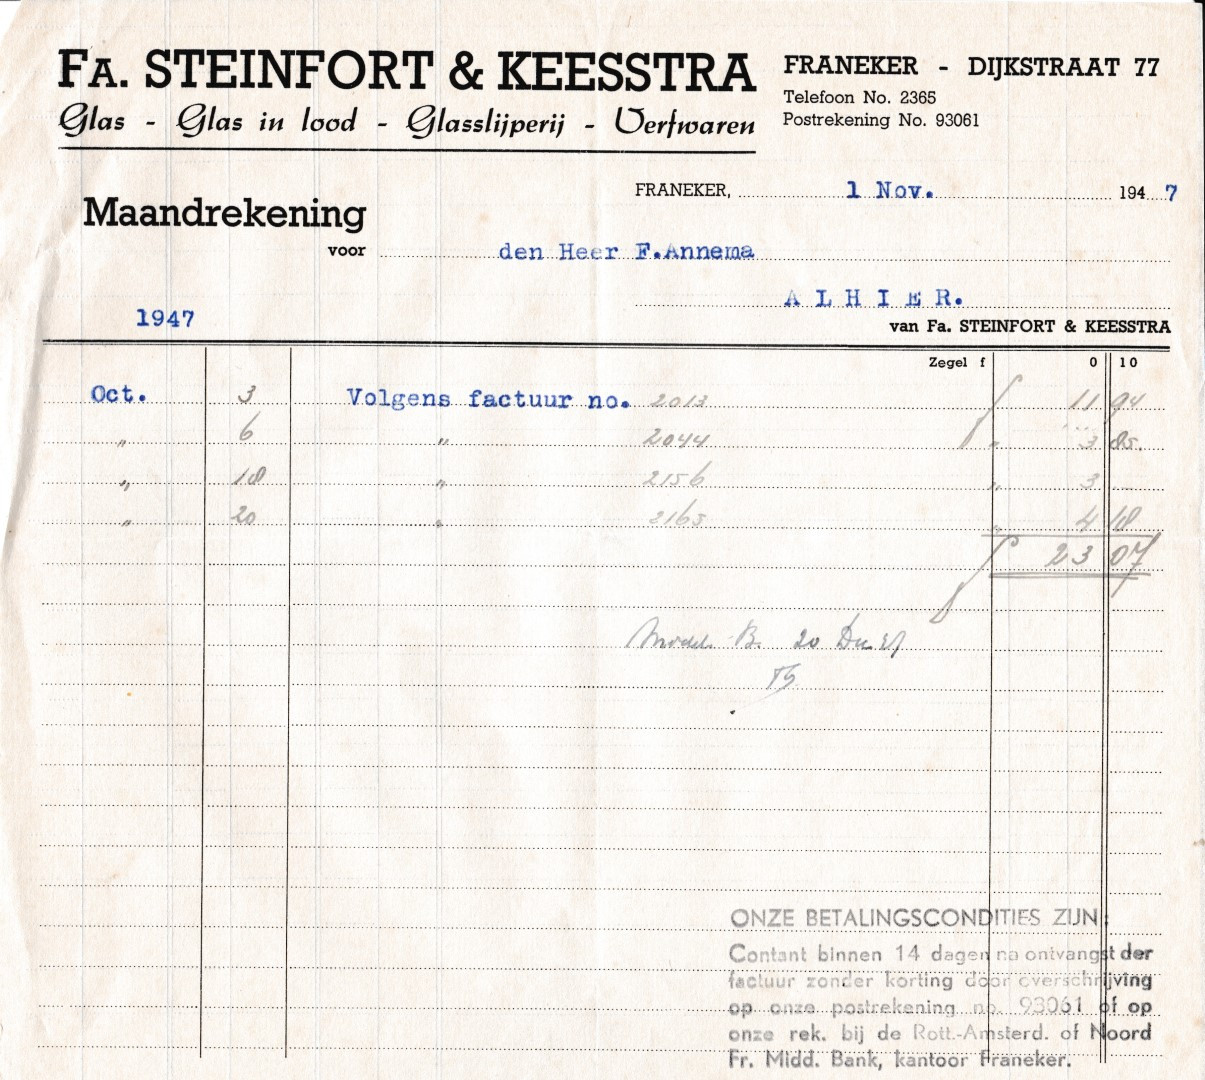 FA. STEINFORT & KEESSTRA
Glas - Glas in lood - Glasslijperij - Verfwaren
FRANEKER - DIJKSTRAAT 77
Telefoon No. 2365
Postrekening No. 93061
FRANEKER, 1 Nov. 1947
Maandrekening
voor den Heer F.Annema
ALHIER.
1947
van Fa. STEINFORT & KEESSTRA
Zegel f 0 10
Oct. 3 Volgens factuur no. 2013 f 11 94
„ 6 „ 2044 „ 3 85.
„ 18 „ 2156 „ 3
„ 20 „ 2165 „ 4 18
f 23 07
B. 20
ONZE BETALINGSCONDITIES ZIJN:
Contant binnen 14 dagen na ontvangst der
factuur zonder korting door overschrijving
op onze postrekening no. 93061 of op
onze rek. bij de Rott.-Amsterd. of Noord
Fr. Midd. Bank, kantoor Franeker.